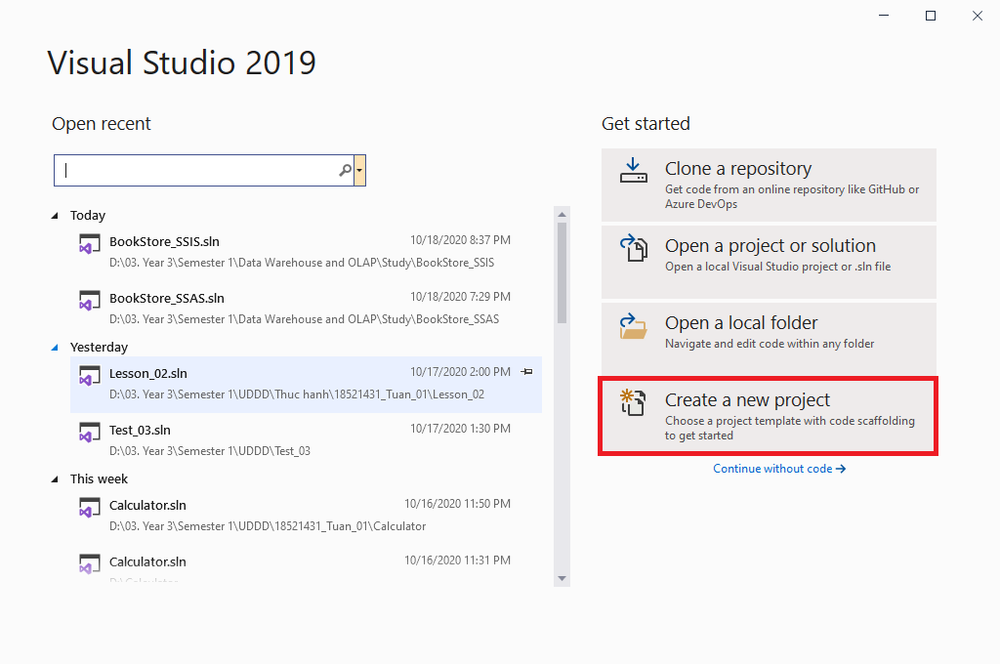 Visual Studio 2019
Open recent
Today
BookStore_SSIS.sln 10/18/2020 8:37 PM
D:\03. Year 3\Semester 1\Data Warehouse and OLAP\Study\BookStore_SSIS
BookStore_SSAS.sln 10/18/2020 7:29 PM
D:\03. Year 3\Semester 1\Data Warehouse and OLAP\Study\BookStore_SSAS
Yesterday
Lesson_02.sln 10/17/2020 2:00 PM
D:\03. Year 3\Semester 1\UDDD\Thuc hanh\18521431_Tuan_01\Lesson_02
Test_03.sln 10/17/2020 1:30 PM
D:\03. Year 3\Semester 1\UDDD\Test_03
This week
Calculator.sln 10/16/2020 11:50 PM
D:\03. Year 3\Semester 1\UDDD\18521431_Tuan_01\Calculator
Calculator.sln 10/16/2020 11:31 PM
D:\Calculator
Get started
Clone a repository
Get code from an online repository like GitHub or
Azure DevOps
Open a project or solution
Open a local Visual Studio project or .sln file
Open a local folder
Navigate and edit code within any folder
Create a new project
Choose a project template with code scaffolding
to get started
Continue without code →